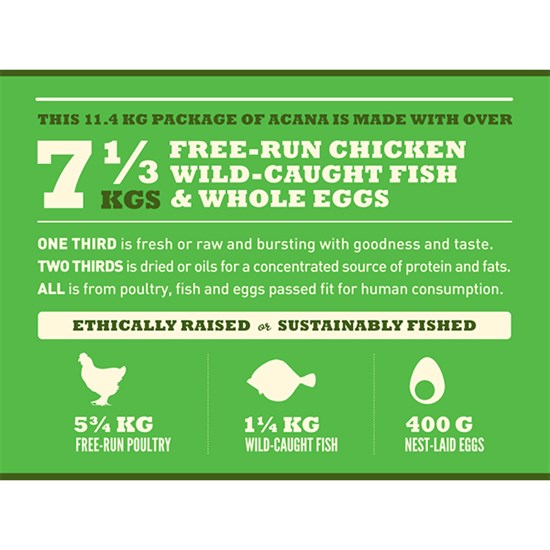 THIS 11.4 KG PACKAGE OF ACANA IS MADE WITH OVER
7 1/3 KGS
FREE-RUN CHICKEN
WILD-CAUGHT FISH
& WHOLE EGGS
ONE THIRD is fresh or raw and bursting with goodness and taste.
TWO THIRDS is dried or oils for a concentrated source of protein and fats.
ALL is from poultry, fish and eggs passed fit for human consumption.
ETHICALLY RAISED or SUSTAINABLY FISHED
5¾ KG
FREE-RUN POULTRY
1¼ KG
WILD-CAUGHT FISH
400 G
NEST-LAID EGGS